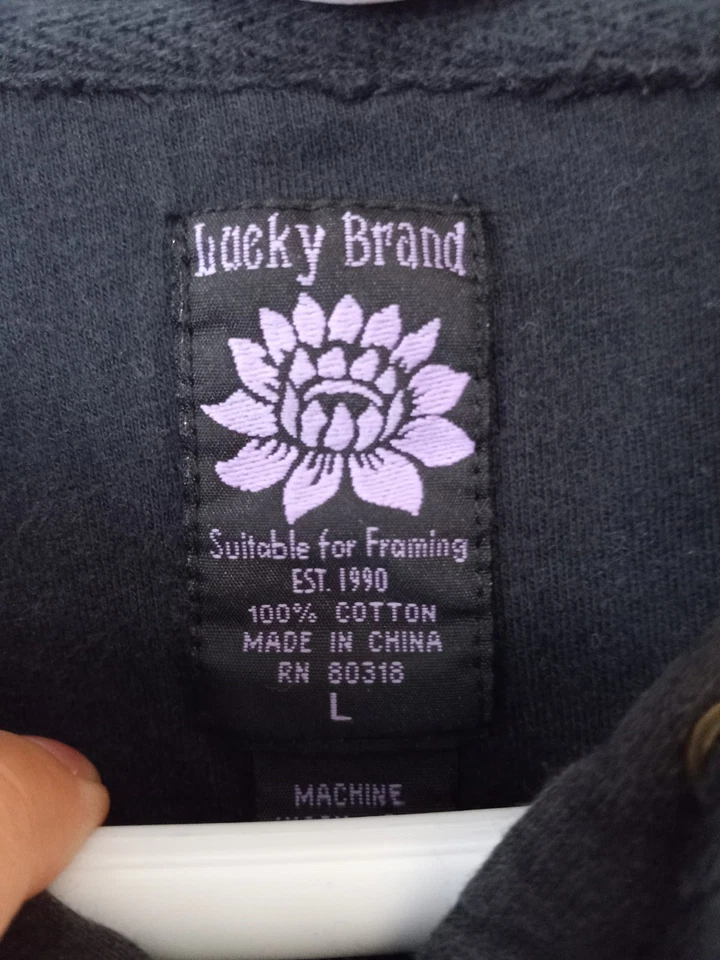 Lucky Brand
Suitable for Framing
EST. 1990
100% COTTON
MADE IN CHINA
RN 80318
L
MACHINE